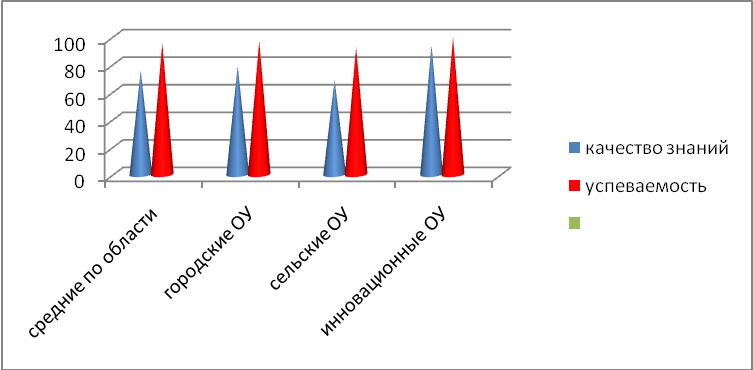 100
80
60
40
20
0
средние по области
городские ОУ
сельские ОУ
инновационные ОУ
качество знаний
успеваемость